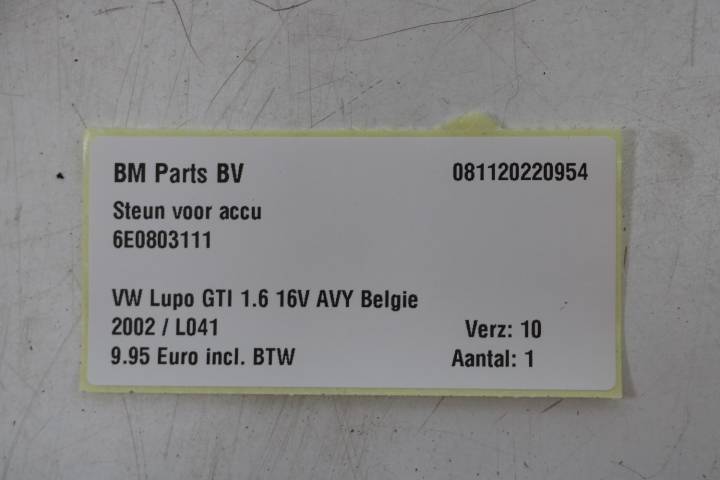 BM Parts BV 081120220954
Steun voor accu
6E0803111
VW Lupo GTI 1.6 16V AVY Belgie
2002 / L041 Verz: 10
9.95 Euro incl. BTW Aantal: 1